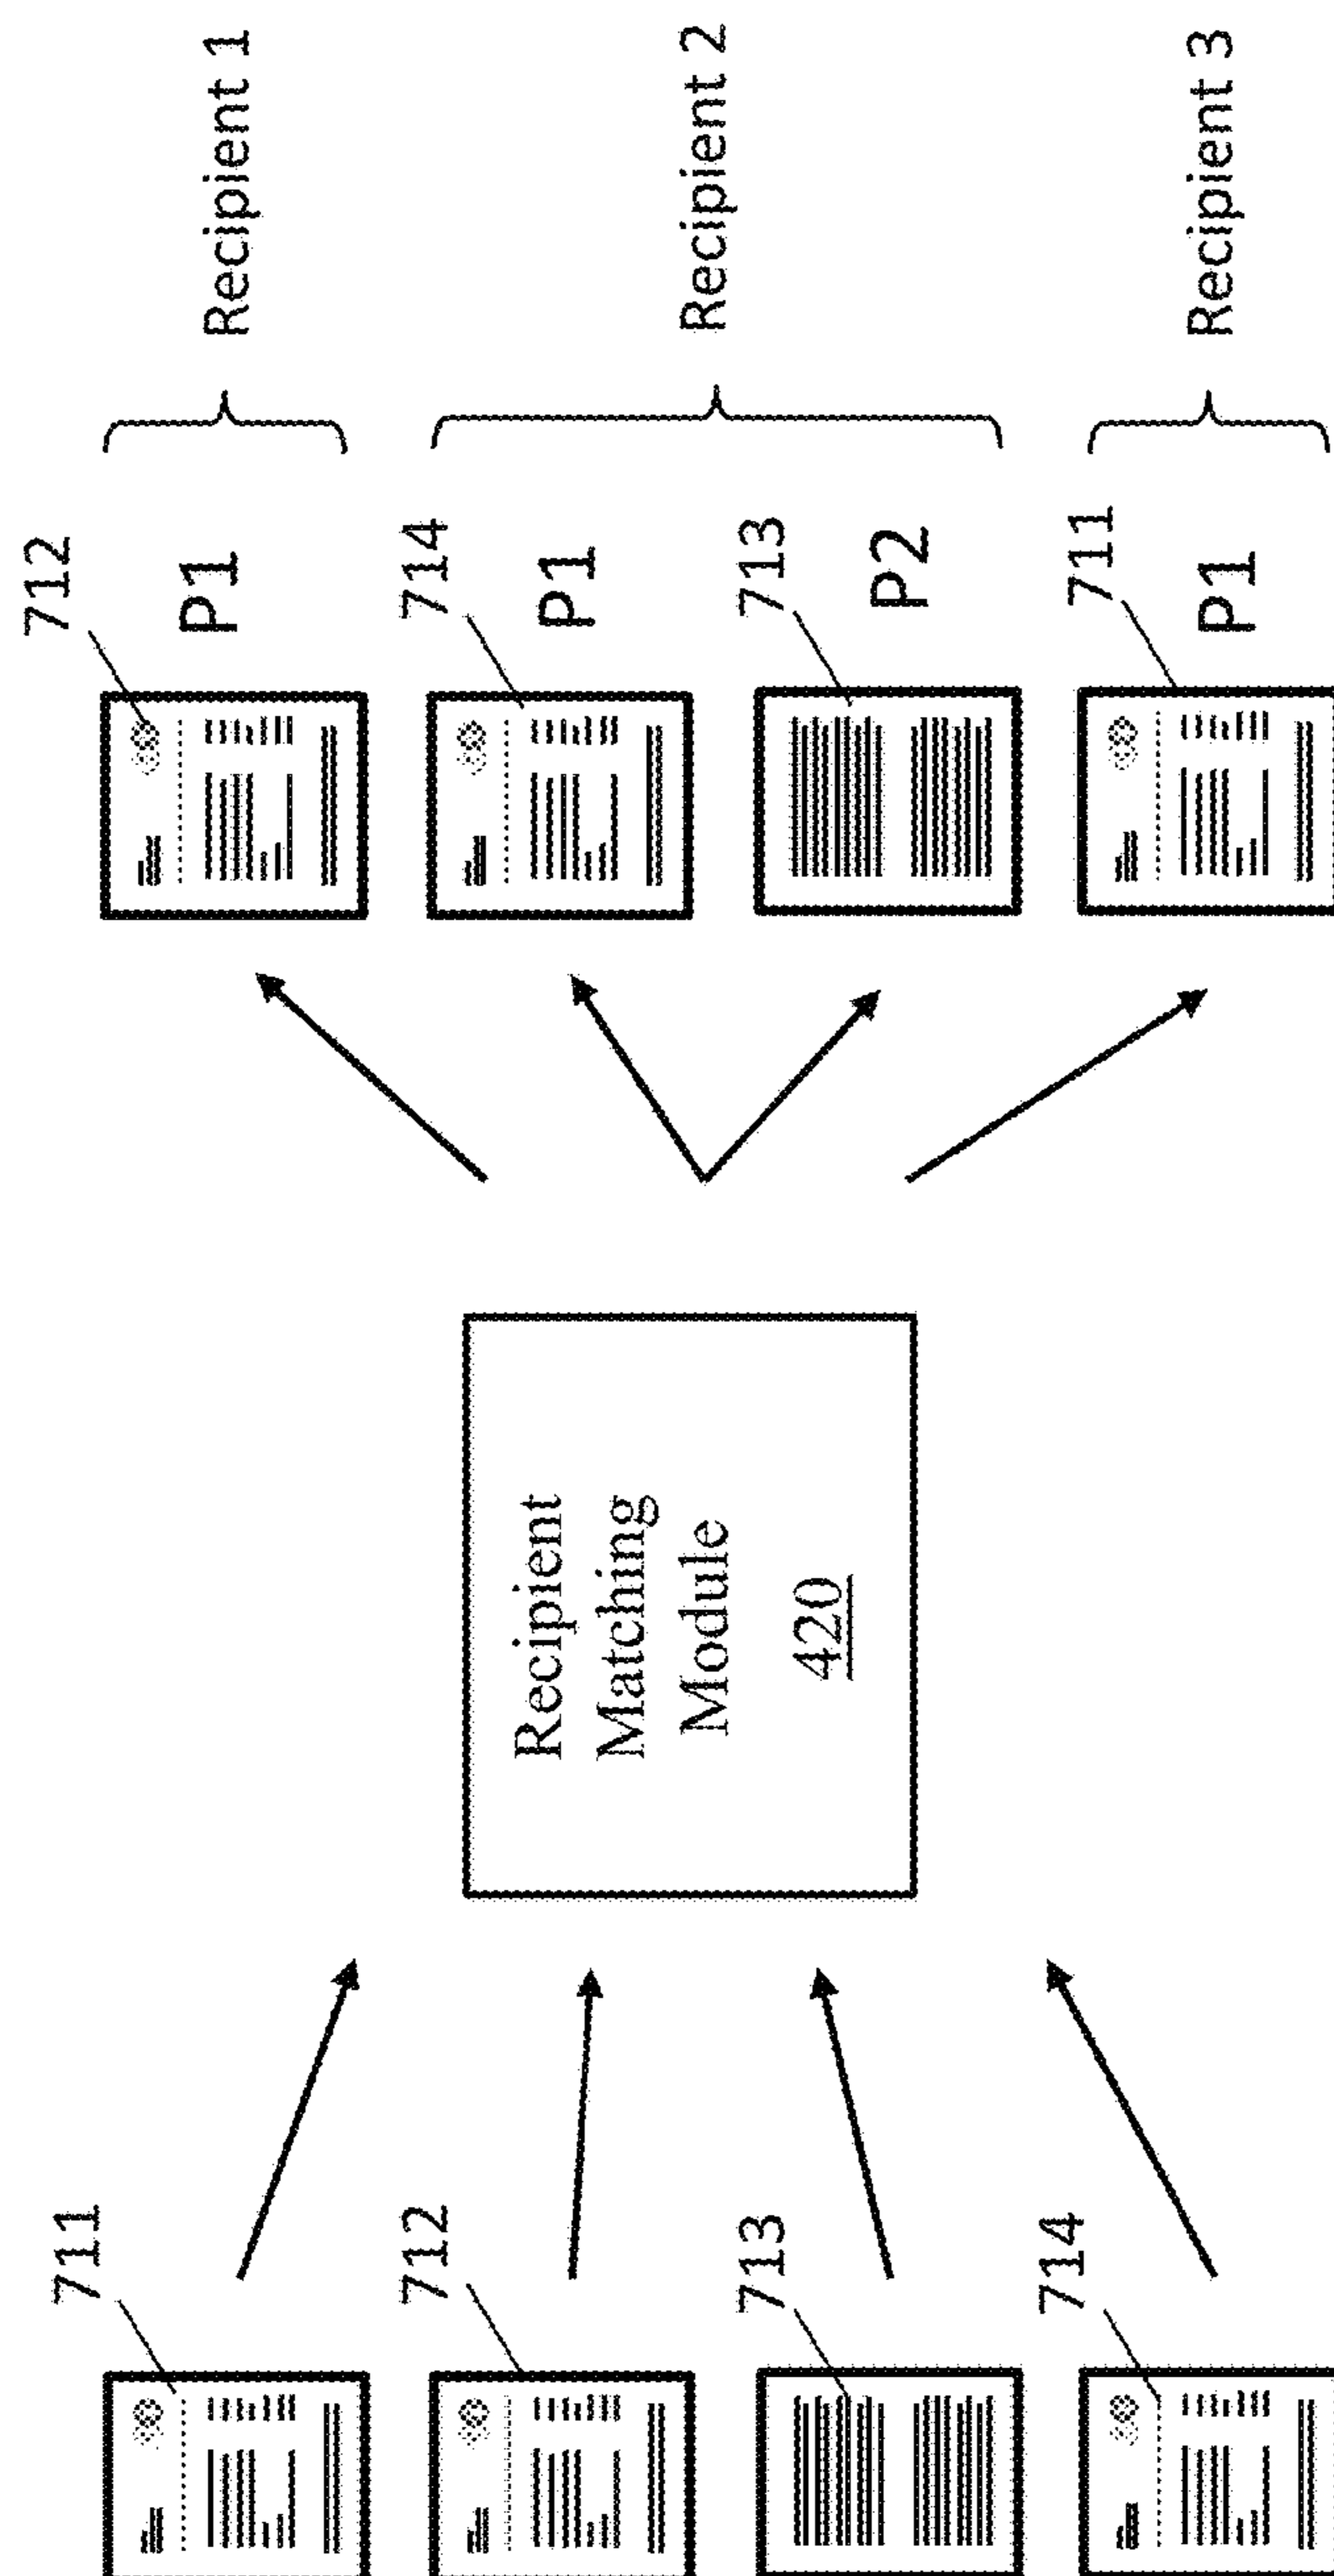 711
712
713
714
Recipient
Matching
Module
420
712
P1
714
P1
713
P2
711
P1
Recipient 1
Recipient 2
Recipient 3